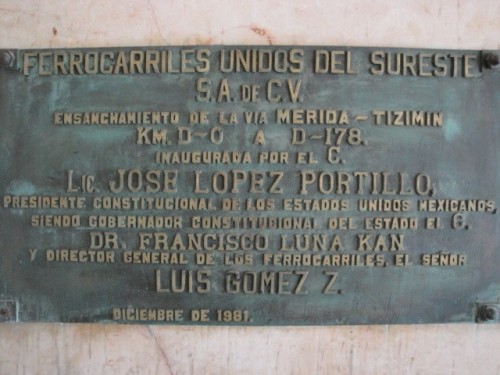 FERROCARRILES UNIDOS DEL SURESTE
S.A. DE C.V.
ENSANCHAMIENTO DE LA VIA MERIDA-TIZIMIN
KM. D-0 A D-178.
INAUGURADA POR EL C.
LIC. JOSE LOPEZ PORTILLO,
PRESIDENTE CONSTITUCIONAL DE LOS ESTADOS UNIDOS MEXICANOS
SIENDO GOBERNADOR CONSTITUCIONAL DEL ESTADO EL C.
DR. FRANCISCO LUNA KAN
Y DIRECTOR GENERAL DE LOS FERROCARRILES, EL SEÑOR
LUIS GOMEZ Z.
DICIEMBRE DE 1981.